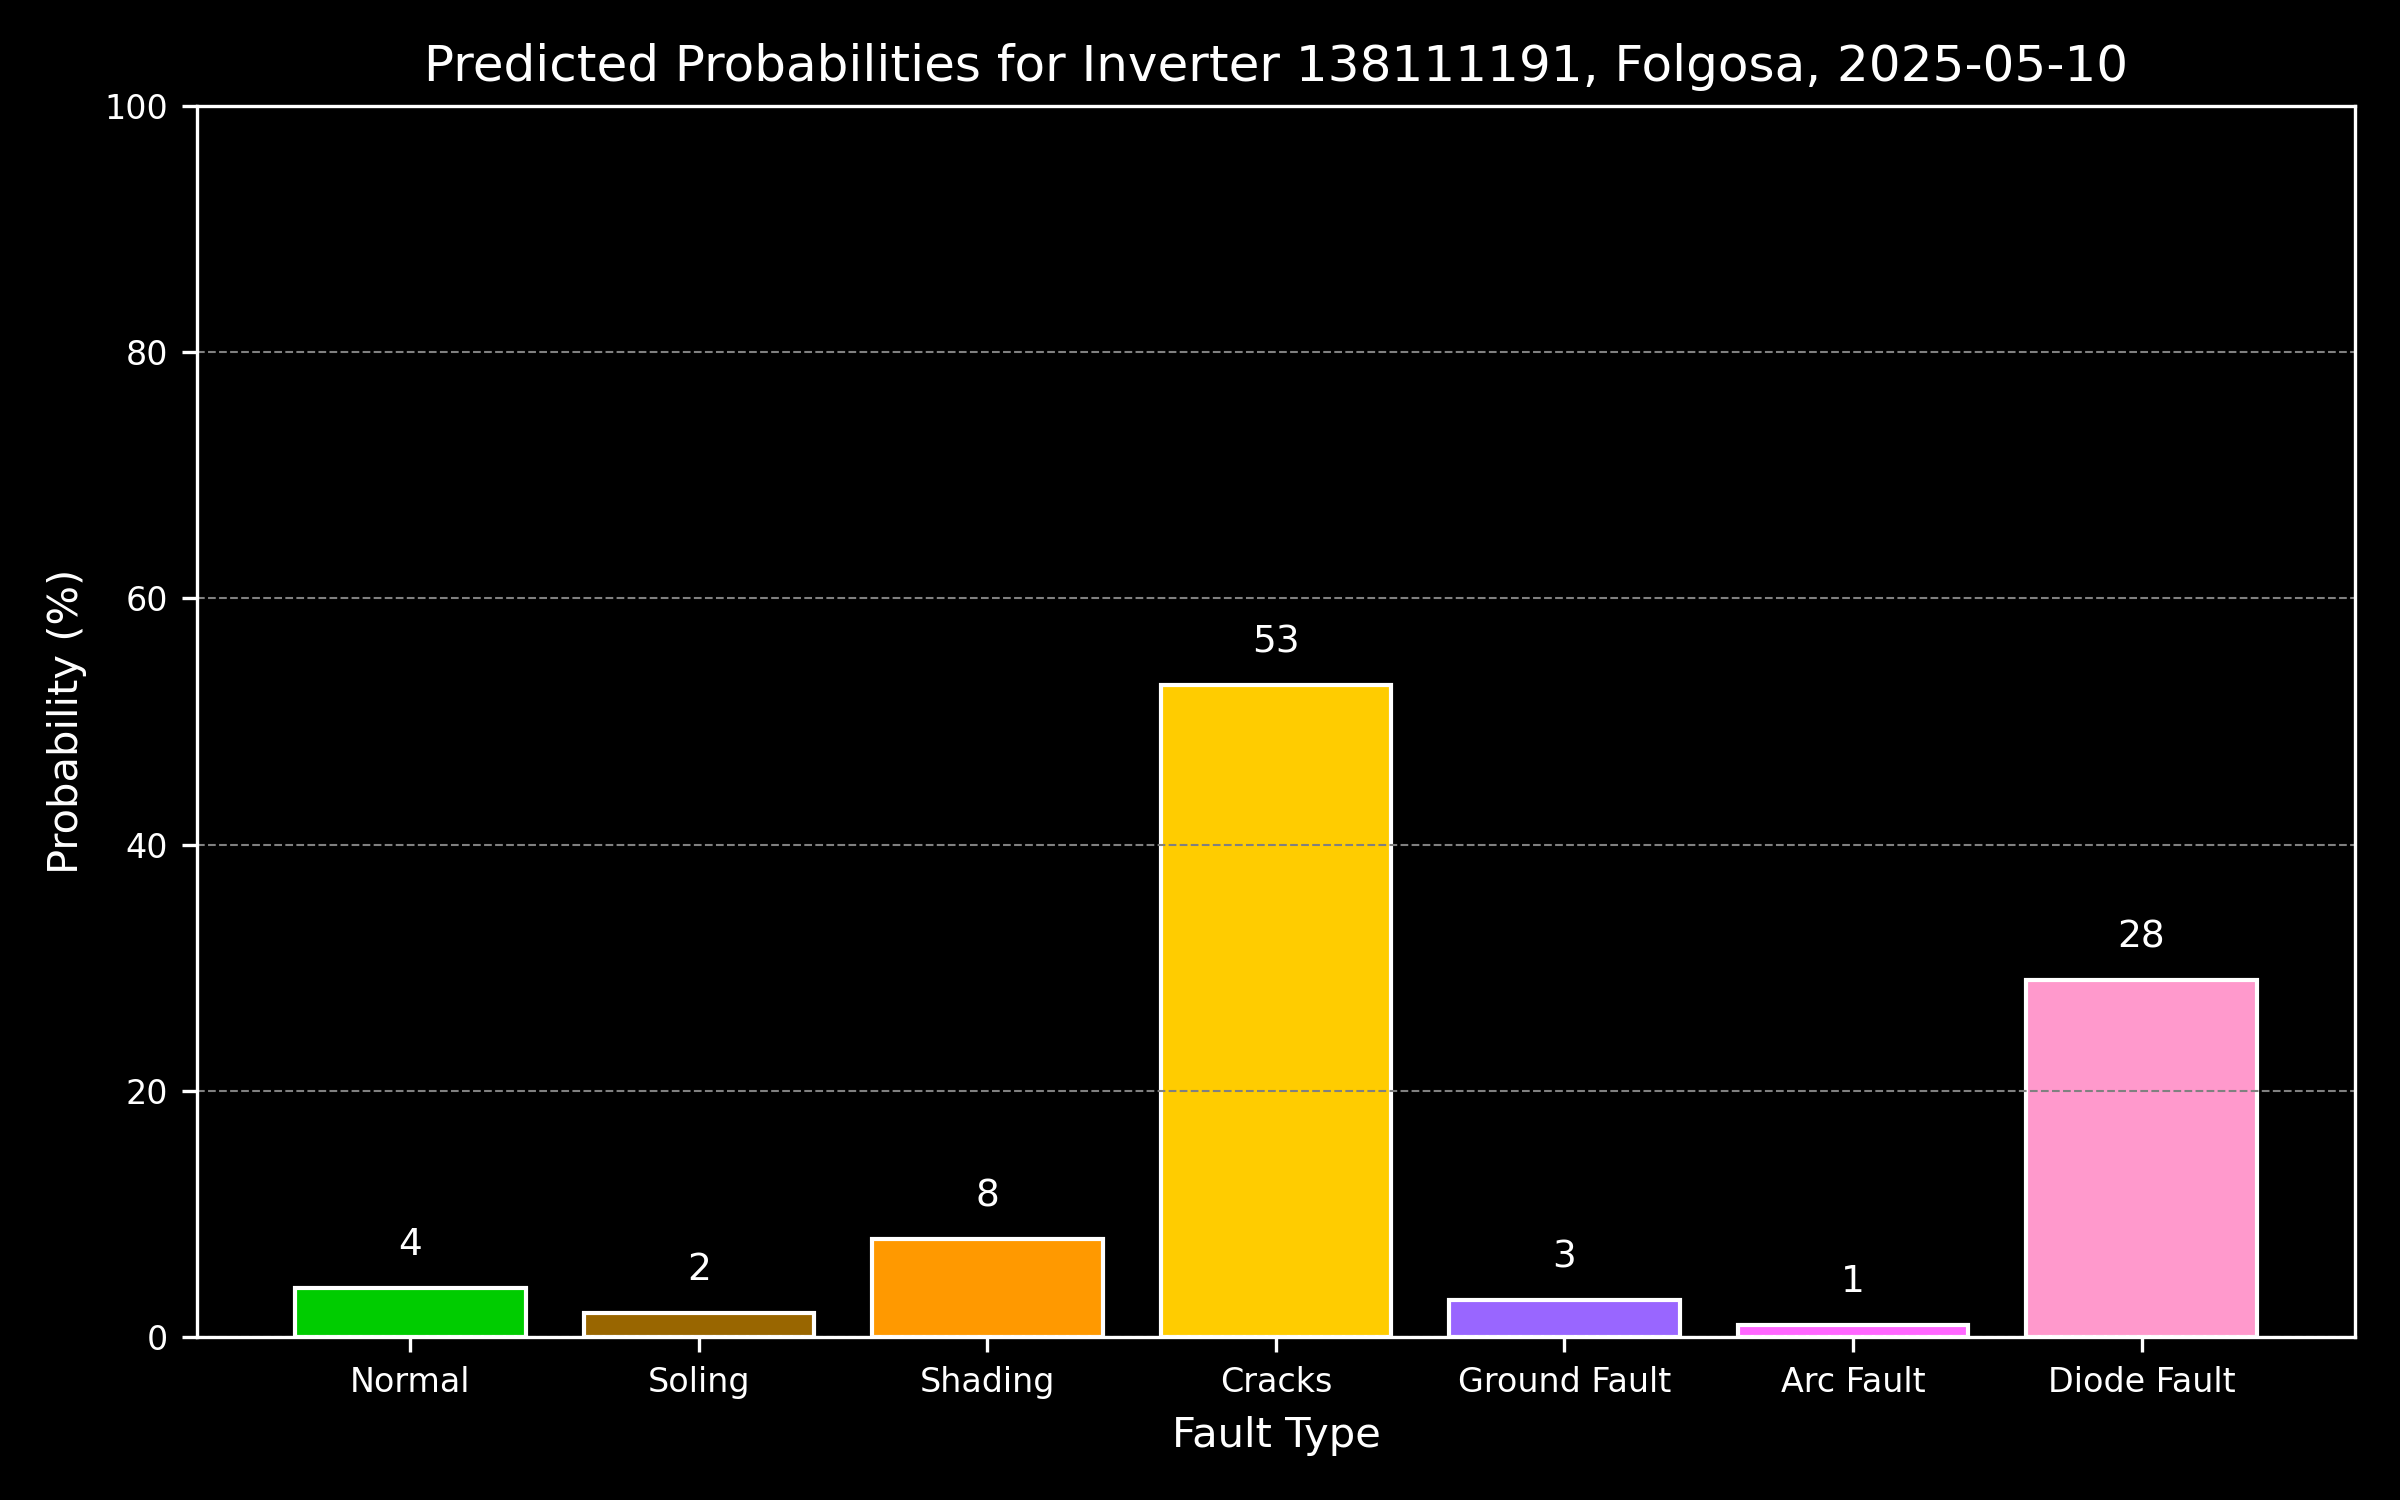 Predicted Probabilities for Inverter 138111191, Folgosa, 2025-05-10
100
80
60
40
20
0
Probability (%)
4
2
8
53
3
1
28
Normal
Soling
Shading
Cracks
Ground Fault
Arc Fault
Diode Fault
Fault Type